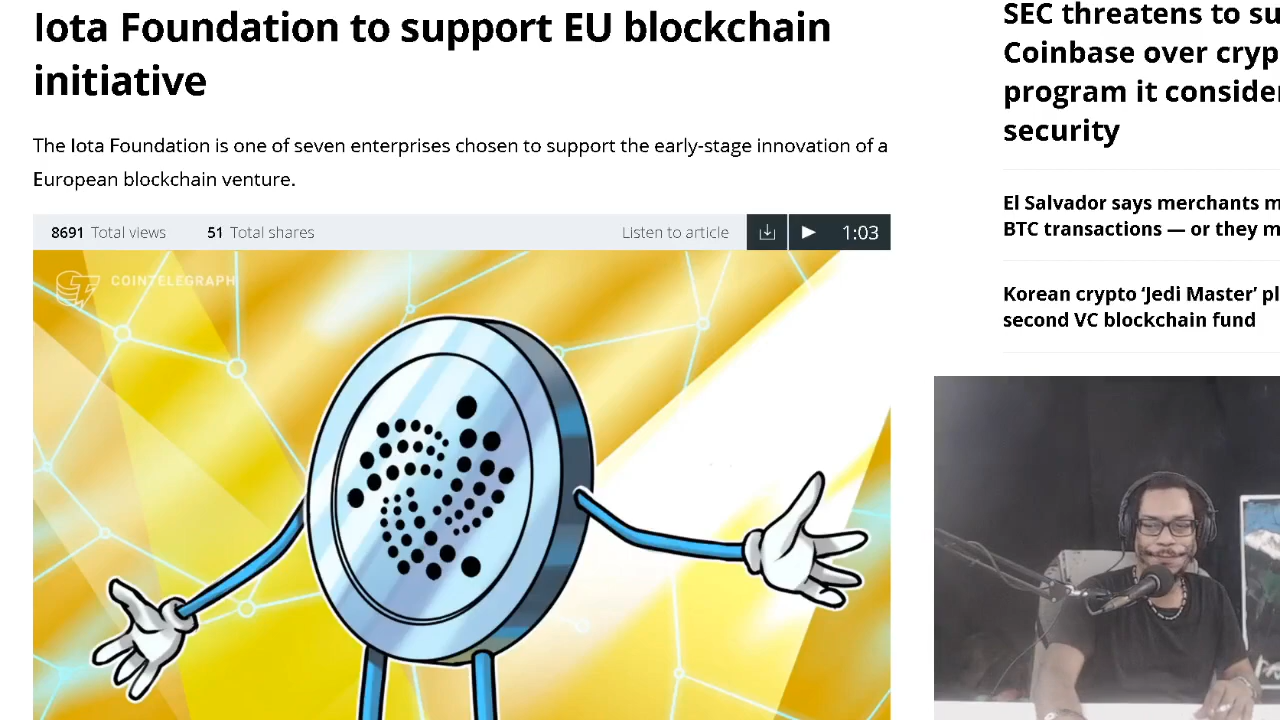 Iota Foundation to support EU blockchain
initiative
The Iota Foundation is one of seven enterprises chosen to support the early-stage innovation of a
European blockchain venture.
8691 Total views 51 Total shares Listen to article 1:03
COINTELEGRAPH
SEC threatens to su
Coinbase over cryp
program it consider
security
El Salvador says merchants m
BTC transactions — or they m
Korean crypto ‘Jedi Master’ pl
second VC blockchain fund